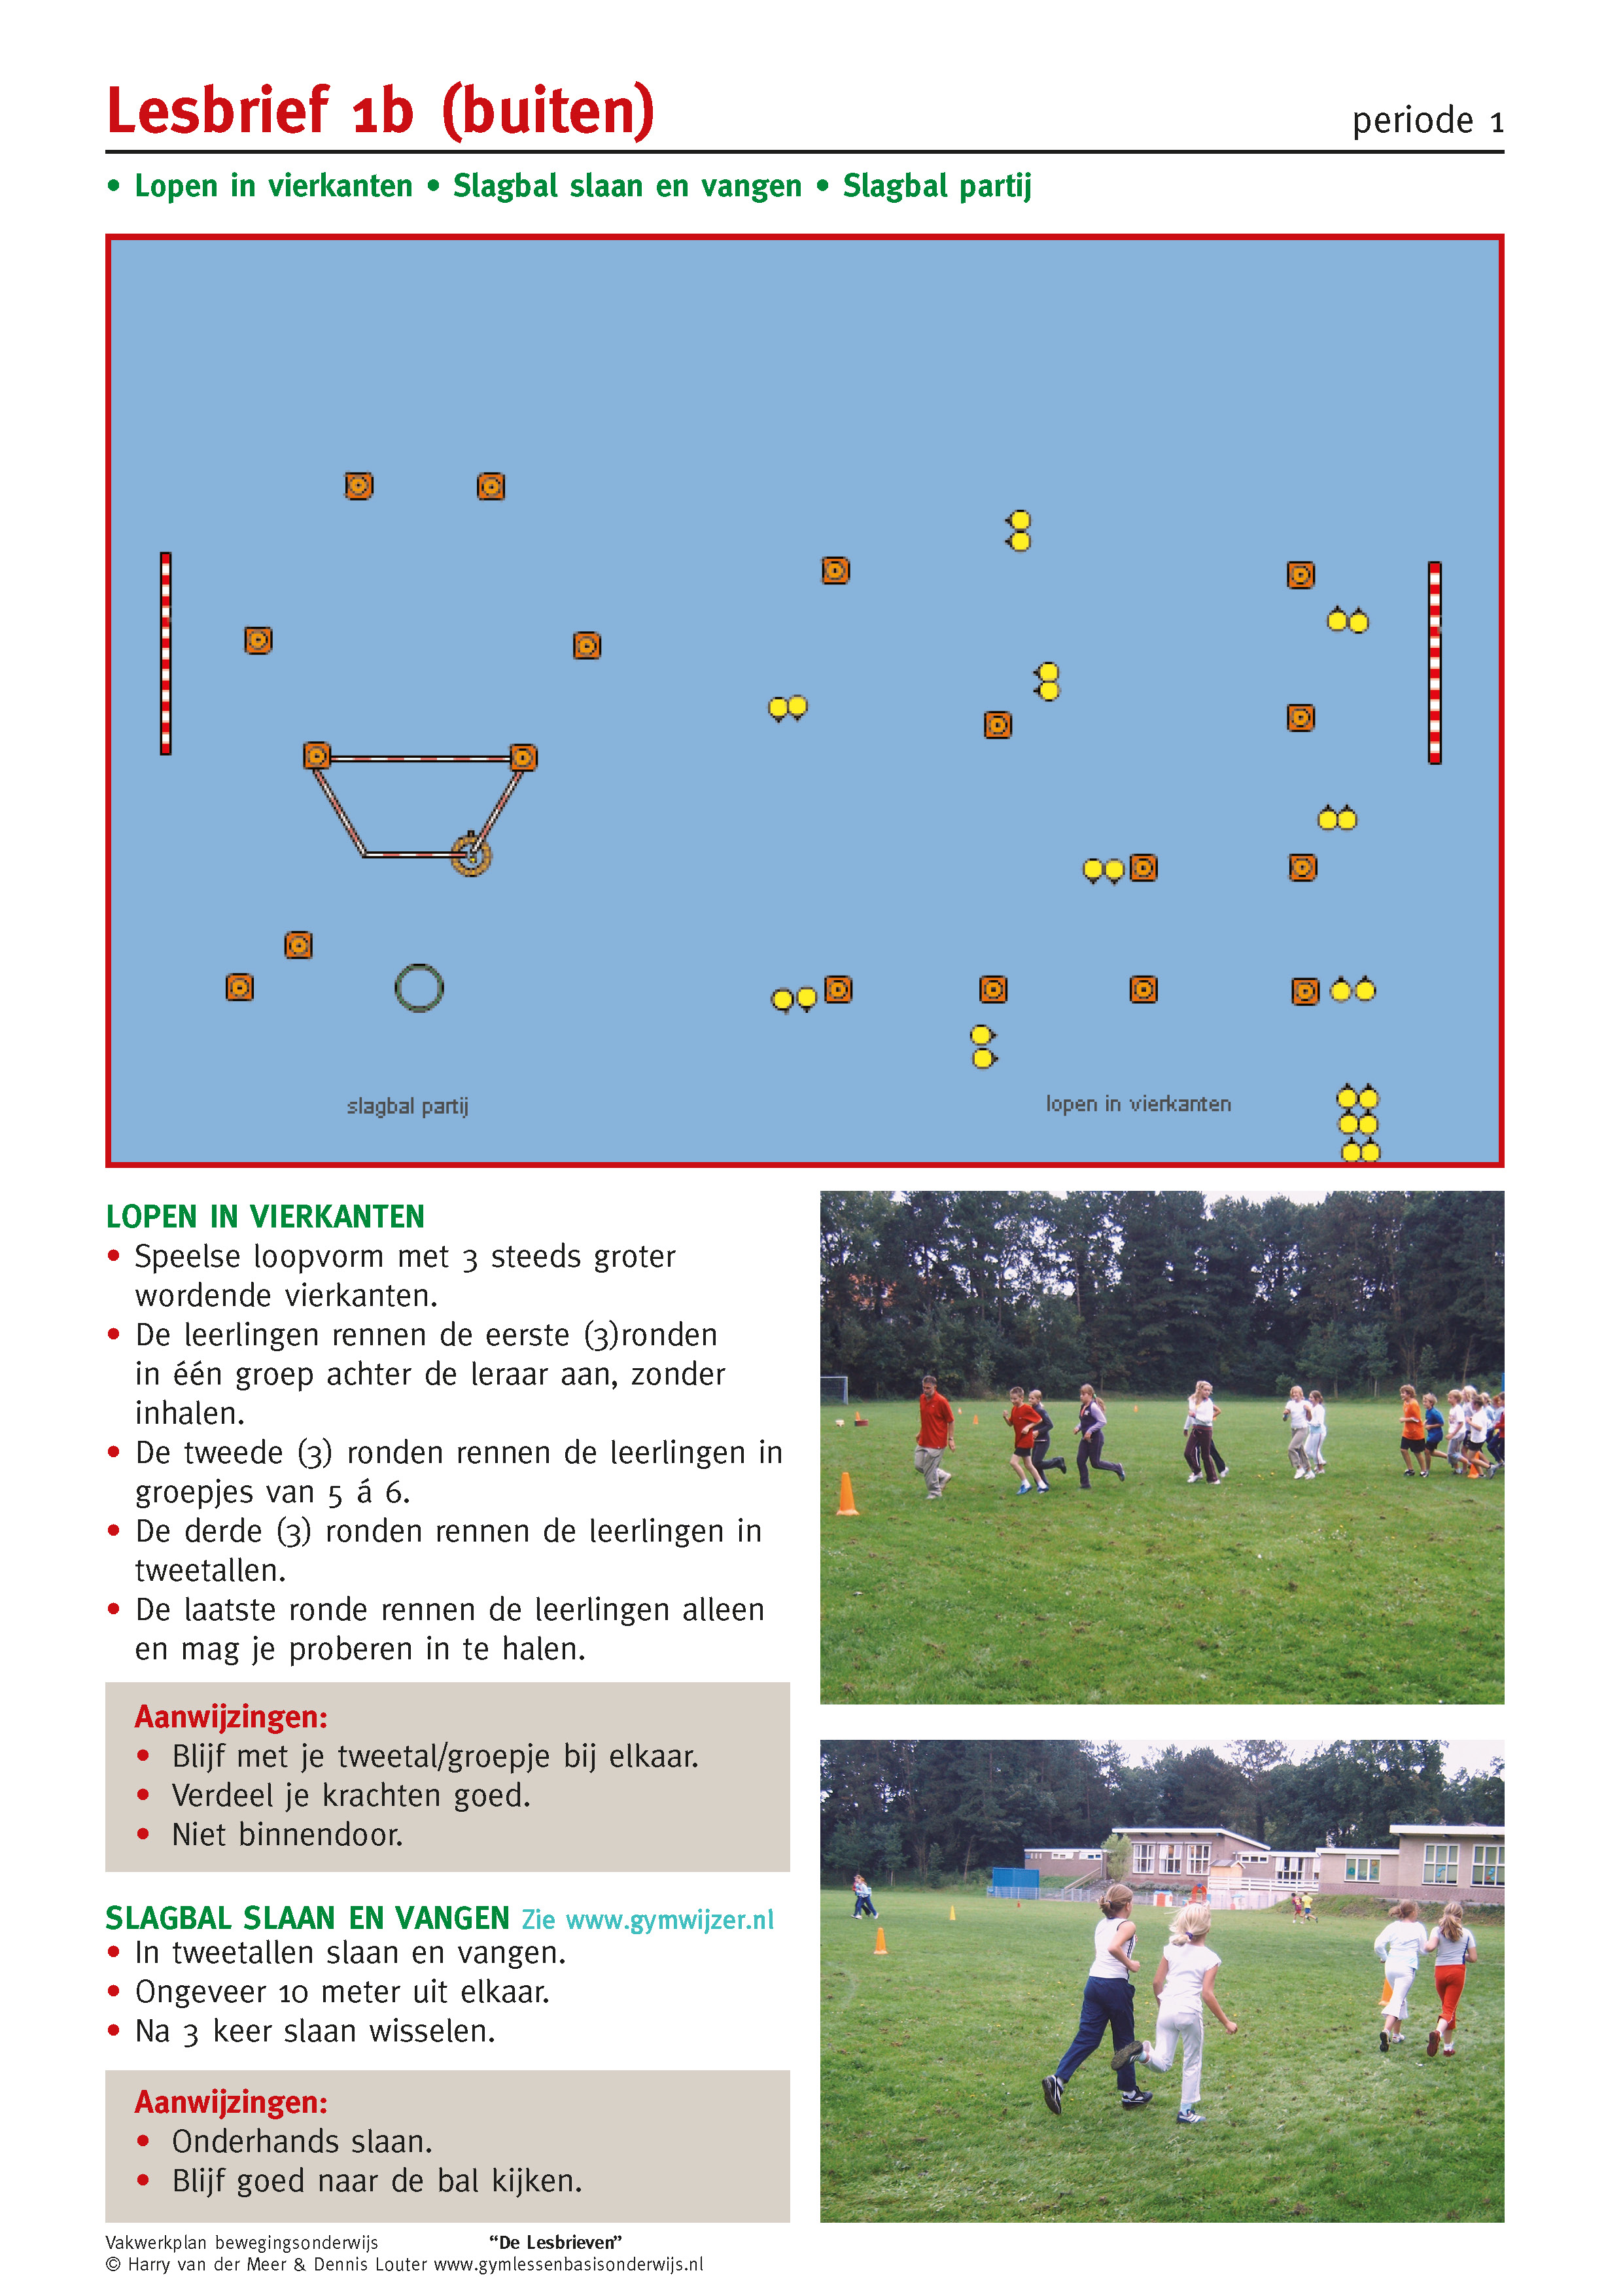 Lesbrief 1b (buiten)
periode 1
• Lopen in vierkanten • Slagbal slaan en vangen • Slagbal partij
slagbal partij
lopen in vierkanten
LOPEN IN VIERKANTEN
• Speelse loopvorm met 3 steeds groter
wordende vierkanten.
• De leerlingen rennen de eerste (3)ronden
in één groep achter de leraar aan, zonder
inhalen.
• De tweede (3) ronden rennen de leerlingen in
groepjes van 5 á 6.
• De derde (3) ronden rennen de leerlingen in
tweetallen.
• De laatste ronde rennen de leerlingen alleen
en mag je proberen in te halen.
Aanwijzingen:
• Blijf met je tweetal/groepje bij elkaar.
• Verdeel je krachten goed.
• Niet binnendoor.
SLAGBAL SLAAN EN VANGEN Zie www.gymwijzer.nl
• In tweetallen slaan en vangen.
• Ongeveer 10 meter uit elkaar.
• Na 3 keer slaan wisselen.
Aanwijzingen:
• Onderhands slaan.
• Blijf goed naar de bal kijken.
Vakwerkplan bewegingsonderwijs "De Lesbrieven"
© Harry van der Meer & Dennis Louter www.gymlessenbasisonderwijs.nl